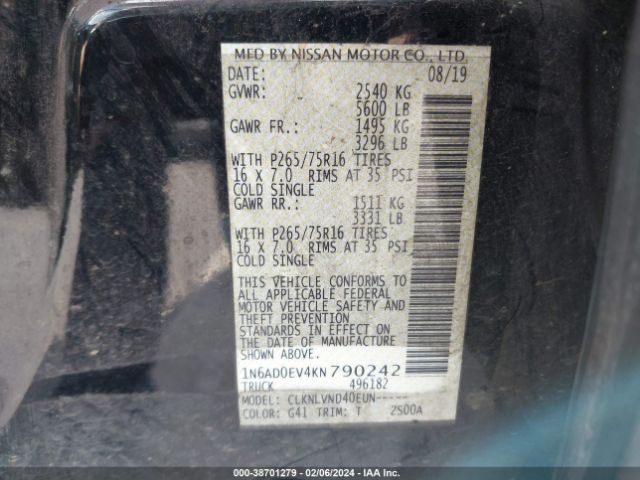 MFD BY NISSAN MOTOR CO., LTD.
DATE: 08/19
GVWR: 2540 KG
5600 LB
GAWR FR.: 1495 KG
3296 LB
WITH P265/75R16 TIRES
16 X 7.0 RIMS AT 35 PSI
COLD SINGLE
GAWR RR.: 1511 KG
3331 LB
WITH P265/75R16 TIRES
16 X 7.0 RIMS AT 35 PSI
COLD SINGLE
THIS VEHICLE CONFORMS TO
ALL APPLICABLE FEDERAL
MOTOR VEHICLE SAFETY AND
THEFT PREVENTION
STANDARDS IN EFFECT ON
THE DATE OF MANUFACTURE
SHOWN ABOVE.
1N6AD0EV4KN790242
TRUCK 496182
MODEL: CLKNLVND40EUN-----
COLOR: G41 TRIM: T 2S00A
000-38701279 - 02/06/2024 - IAA Inc.